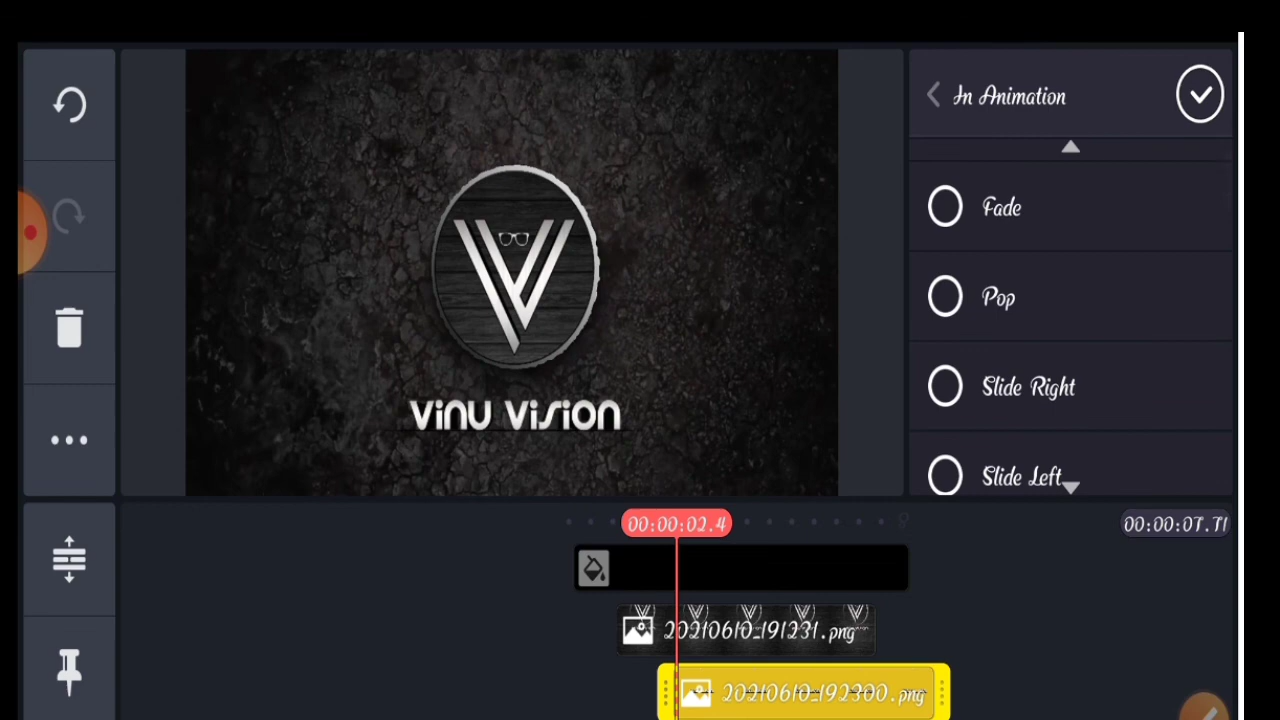 In Animation
Fade
Pop
Slide Right
Slide Left
Vinu Vision
00:00:02.4
00:00:07.71
20210610_191231.png
20210610_192300.png